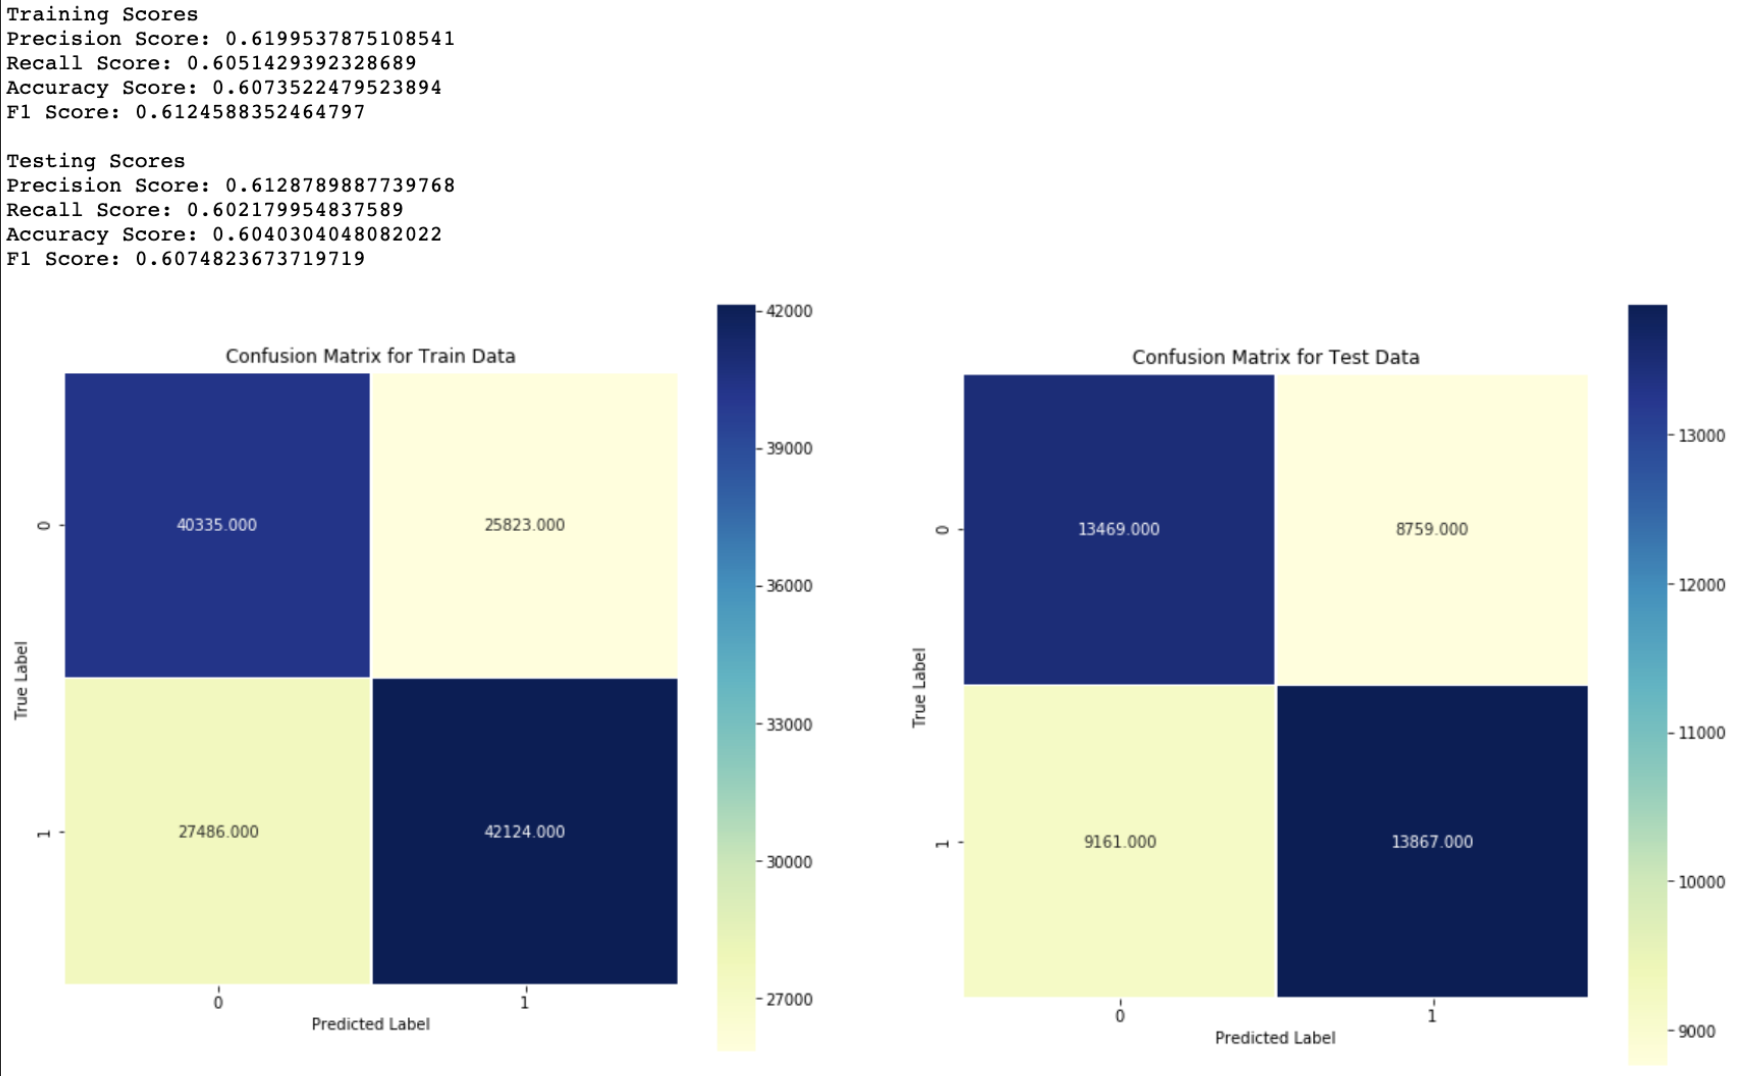 Training Scores
Precision Score: 0.6199537875108541
Recall Score: 0.6051429392328689
Accuracy Score: 0.6073522479523894
F1 Score: 0.6124588352464797
Testing Scores
Precision Score: 0.6128789887739768
Recall Score: 0.602179954837589
Accuracy Score: 0.6040304048082022
F1 Score: 0.6074823673719719
Confusion Matrix for Train Data
True Label
0
1
40335.000
25823.000
27486.000
42124.000
0
1
Predicted Label
42000
39000
36000
33000
30000
27000
Confusion Matrix for Test Data
True Label
0
1
13469.000
8759.000
9161.000
13867.000
0
1
Predicted Label
13000
12000
11000
10000
9000